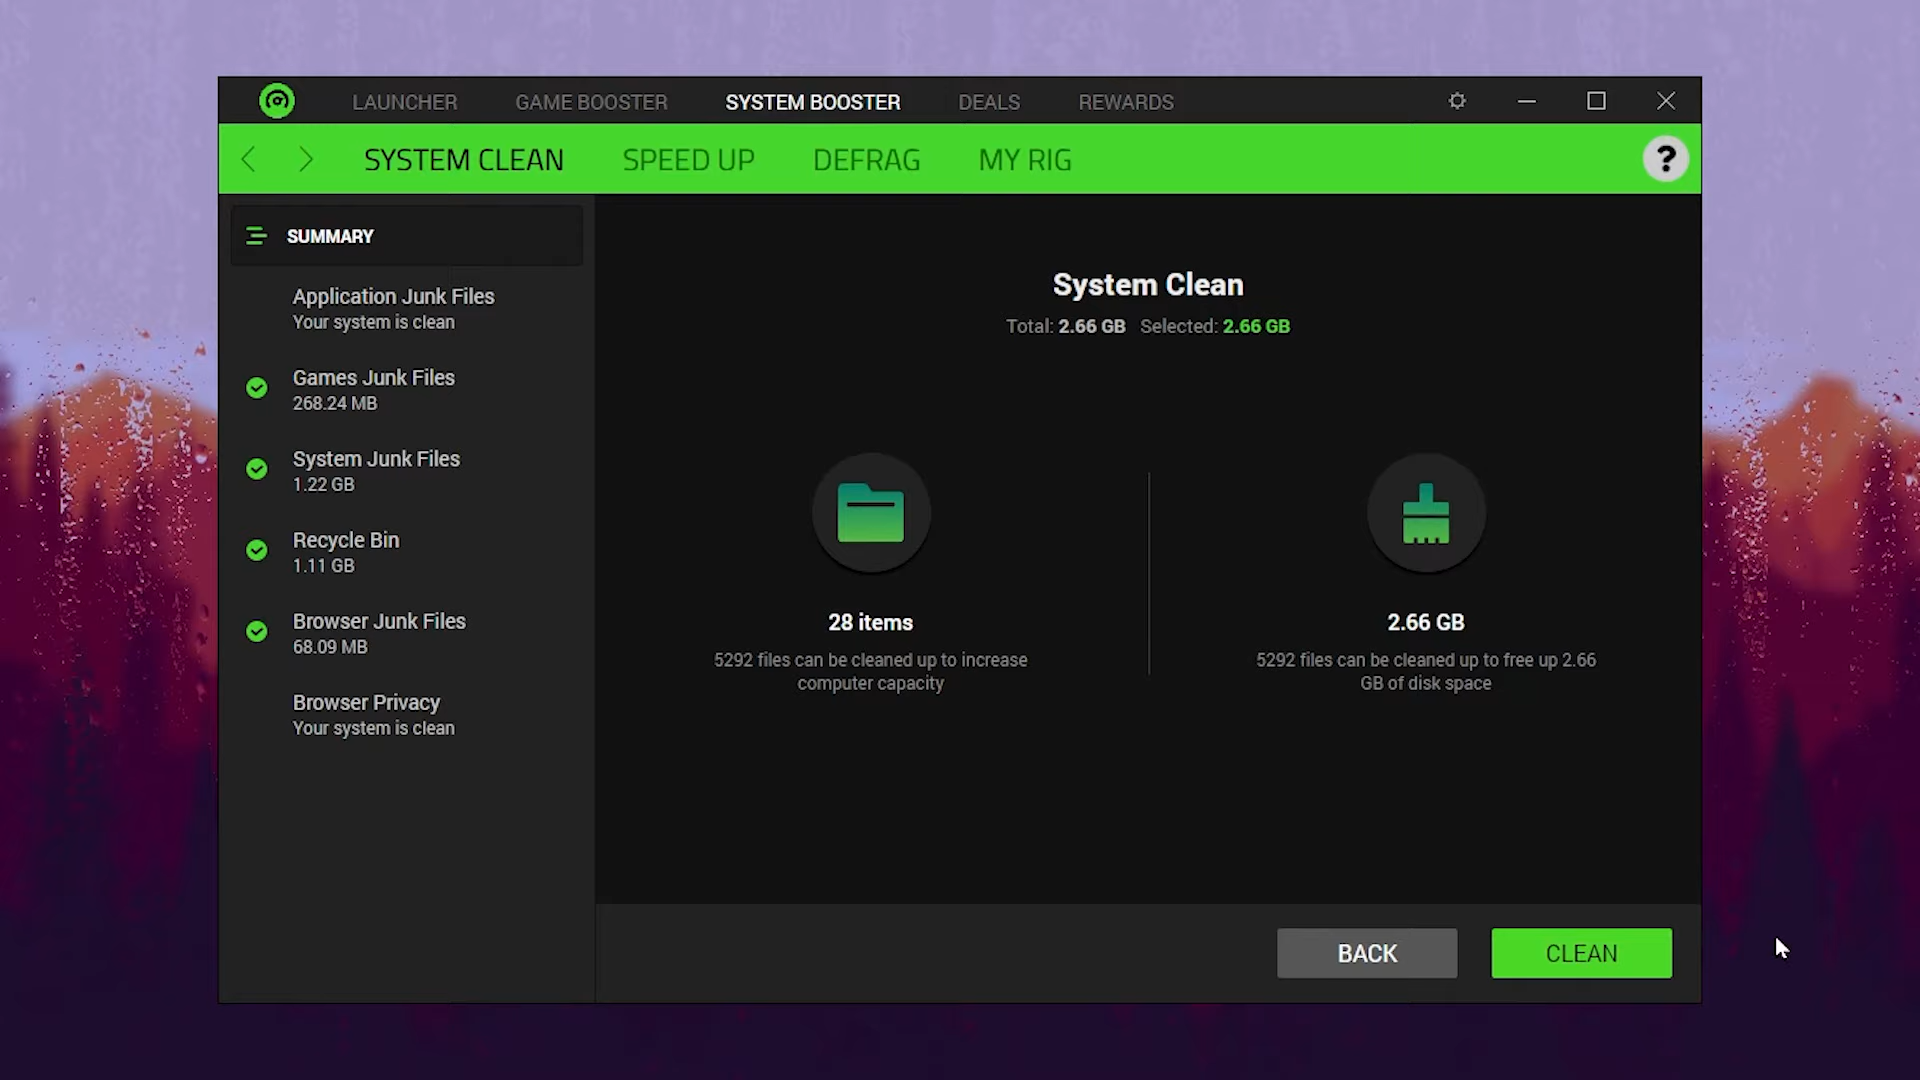 LAUNCHER GAME BOOSTER SYSTEM BOOSTER DEALS REWARDS
SYSTEM CLEAN SPEED UP DEFRAG MY RIG ?
SUMMARY
Application Junk Files
Your system is clean
Games Junk Files
268.24 MB
System Junk Files
1.22 GB
Recycle Bin
1.11 GB
Browser Junk Files
68.09 MB
Browser Privacy
Your system is clean
System Clean
Total: 2.66 GB Selected: 2.66 GB
28 items
5292 files can be cleaned up to increase
computer capacity
2.66 GB
5292 files can be cleaned up to free up 2.66
GB of disk space
BACK CLEAN